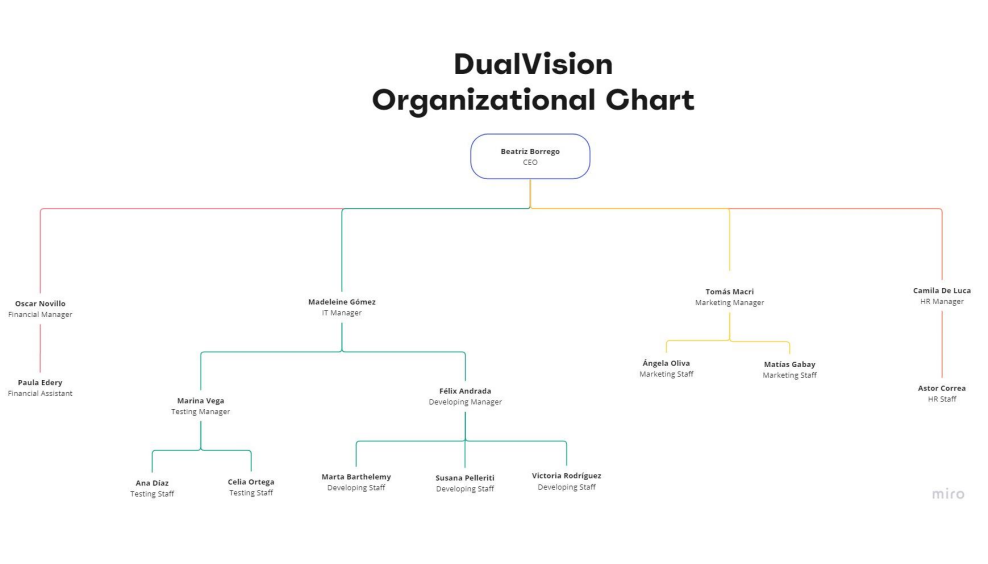 DualVision
Organizational Chart
Beatriz Borrego
CEO
Oscar Novillo
Financial Manager
Paula Edery
Financial Assistant
Madeleine Gómez
IT Manager
Marina Vega
Testing Manager
Ana Díaz
Testing Staff
Celia Ortega
Testing Staff
Félix Andrada
Developing Manager
Marta Barthelemy
Developing Staff
Susana Pelleriti
Developing Staff
Victoria Rodríguez
Developing Staff
Tomás Macri
Marketing Manager
Ángela Oliva
Marketing Staff
Matías Gabay
Marketing Staff
Camila De Luca
HR Manager
Astor Correa
HR Staff
miro